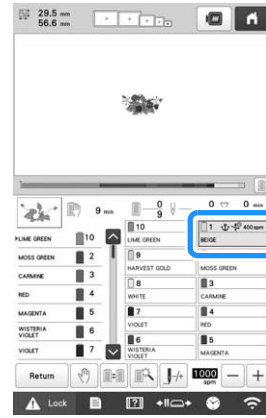 29.5 mm
56.6 mm
9 min
0
9
0
0 min
LIME GREEN 10
MOSS GREEN 2
CARMINE 3
RED 4
MAGENTA 5
WISTERIA VIOLET 6
VIOLET 7
10
LIME GREEN
9
HARVEST GOLD
8
WHITE
7
VIOLET
6
WISTERIA VIOLET
1 400 spm
BEIGE
MOSS GREEN
3
CARMINE
4
RED
5
MAGENTA
Return
1000 spm
Lock